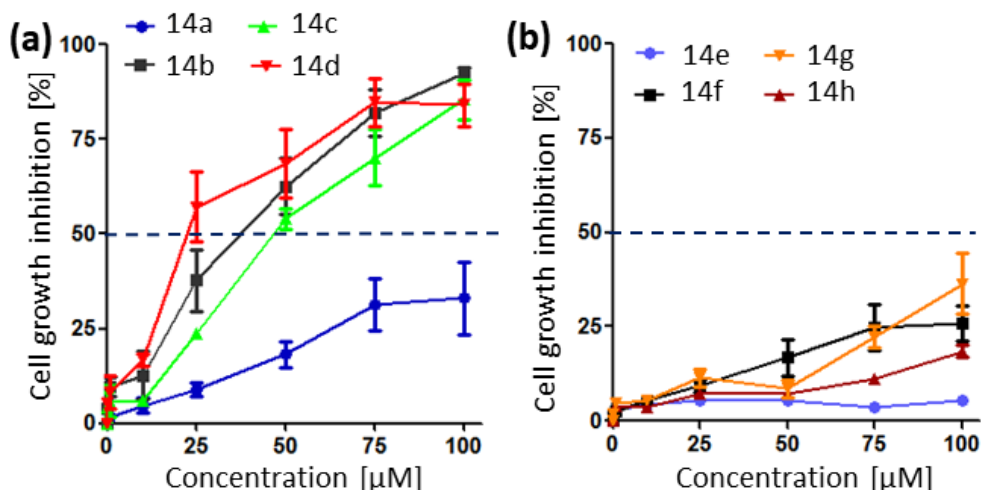 (a)
14a
14c
14b
14d
Cell growth inhibition [%]
100
75
50
25
0
0
25
50
75
100
Concentration [µM]
(b)
14e
14g
14f
14h
Cell growth inhibition [%]
100
75
50
25
0
0
25
50
75
100
Concentration [µM]